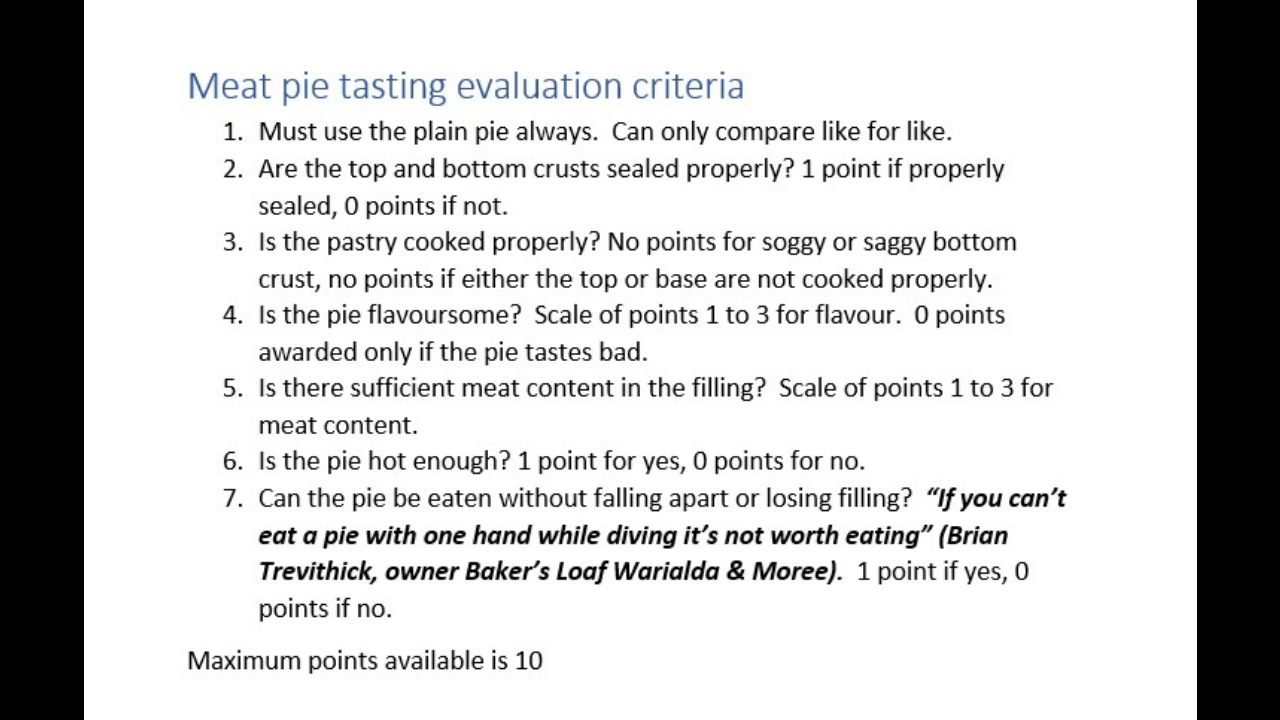 Meat pie tasting evaluation criteria
1. Must use the plain pie always.  Can only compare like for like.
2. Are the top and bottom crusts sealed properly? 1 point if properly
sealed, 0 points if not.
3. Is the pastry cooked properly? No points for soggy or saggy bottom
crust, no points if either the top or base are not cooked properly.
4. Is the pie flavoursome?  Scale of points 1 to 3 for flavour.  0 points
awarded only if the pie tastes bad.
5. Is there sufficient meat content in the filling?  Scale of points 1 to 3 for
meat content.
6. Is the pie hot enough? 1 point for yes, 0 points for no.
7. Can the pie be eaten without falling apart or losing filling?  “If you can’t
eat a pie with one hand while diving it’s not worth eating” (Brian
Trevithick, owner Baker’s Loaf Warialda & Moree).  1 point if yes, 0
points if no.
Maximum points available is 10